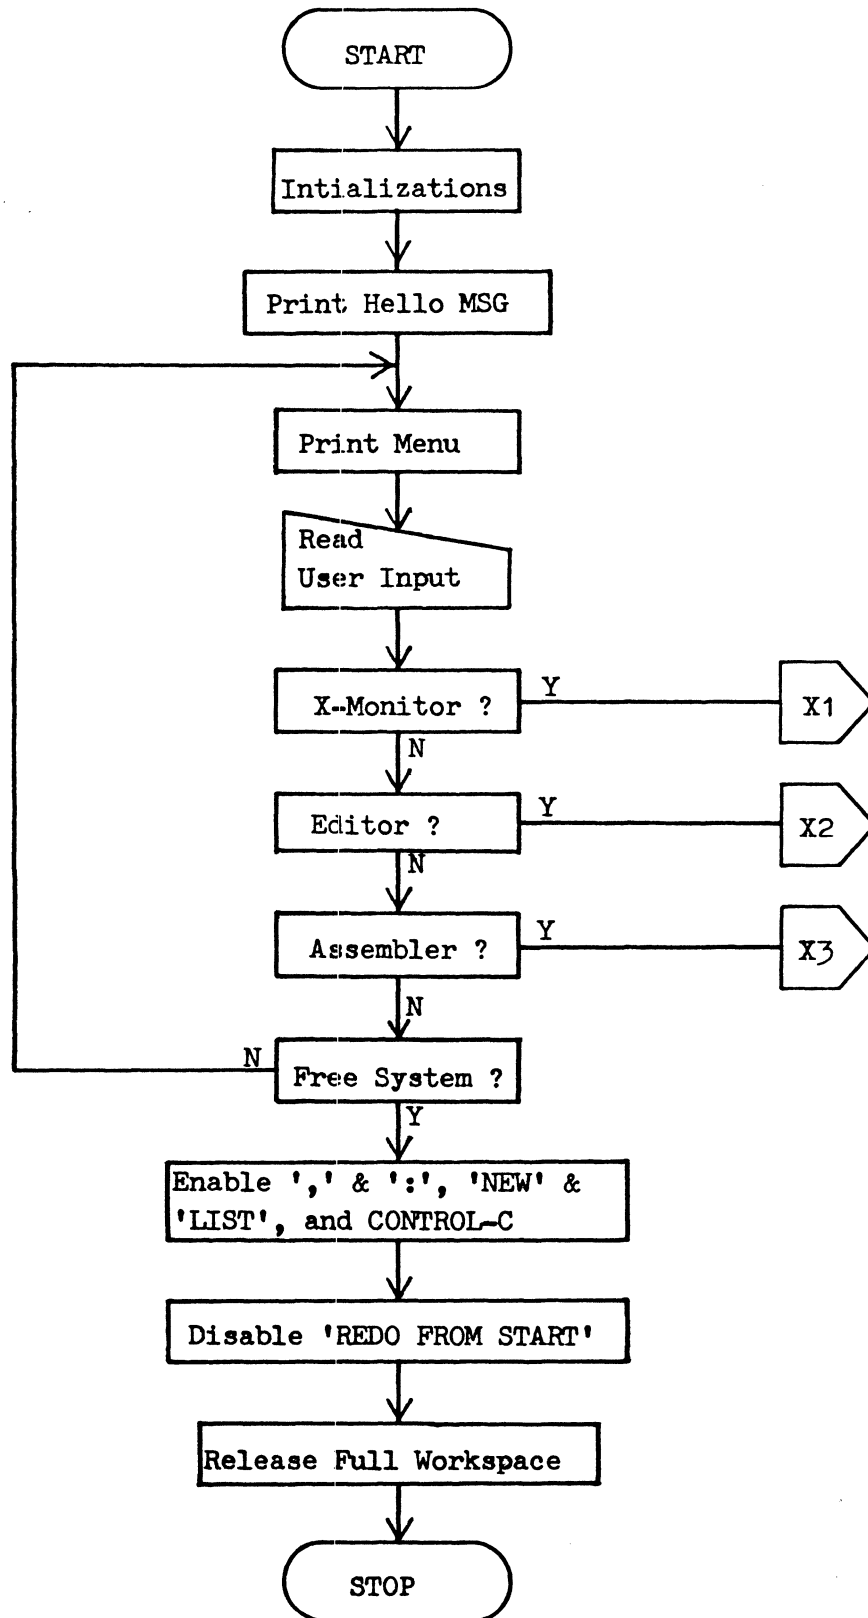 START
Intializations
Print Hello MSG
Print Menu
Read
User Input
X-Monitor ?
Y
X1
N
Editor ?
Y
X2
N
Assembler ?
Y
X3
N
Free System ?
N
Y
Enable ',' & ':', 'NEW' &
'LIST', and CONTROL-C
Disable 'REDO FROM START'
Release Full Workspace
STOP